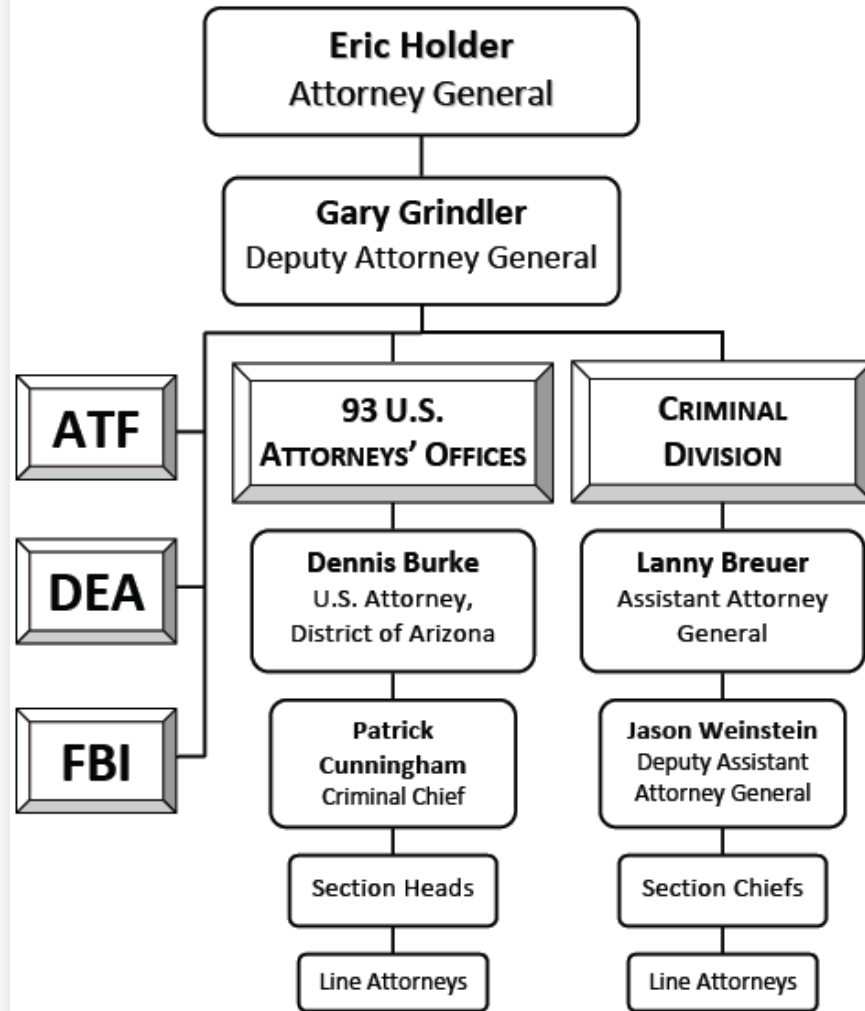 Eric Holder
Attorney General
Gary Grindler
Deputy Attorney General
ATF
DEA
FBI
93 U.S.
ATTORNEYS' OFFICES
Dennis Burke
U.S. Attorney,
District of Arizona
Patrick
Cunningham
Criminal Chief
Section Heads
Line Attorneys
CRIMINAL
DIVISION
Lanny Breuer
Assistant Attorney
General
Jason Weinstein
Deputy Assistant
Attorney General
Section Chiefs
Line Attorneys